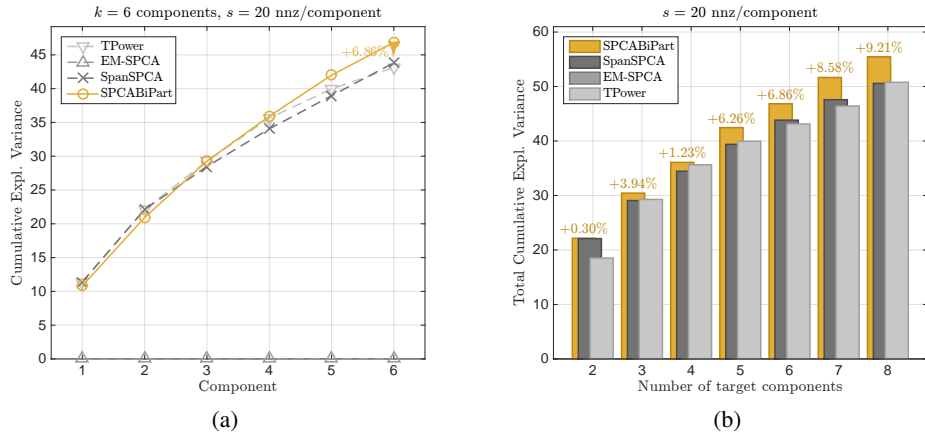 k = 6 components, s = 20 nnz/component
Cumulative Expl. Variance
45
40
35
30
25
20
15
10
5
0
TPower
EM-SPCA
SpanSPCA
SPCABiPart
+6.86%
1 2 3 4 5 6
Component
(a)
s = 20 nnz/component
Total Cumulative Expl. Variance
60
50
40
30
20
10
0
SPCABiPart
SpanSPCA
EM-SPCA
TPower
+0.30%
+3.94%
+1.23%
+6.26%
+6.86%
+8.58%
+9.21%
2 3 4 5 6 7 8
Number of target components
(b)